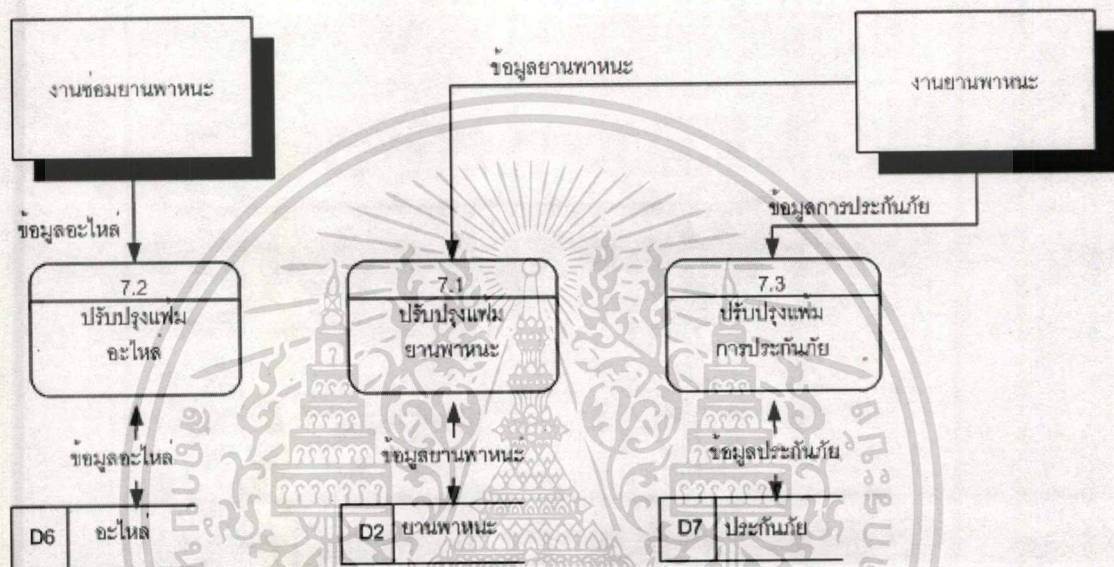 งานซ่อมยานพาหนะ
ข้อมูลยานพาหนะ
งานยานพาหนะ
ข้อมูลอะไหล่
ข้อมูลการประกันภัย
7.2
ปรับปรุงแฟ้ม
อะไหล่
7.1
ปรับปรุงแฟ้ม
ยานพาหนะ
7.3
ปรับปรุงแฟ้ม
การประกันภัย
ข้อมูลอะไหล่
ข้อมูลยานพาหนะ
ข้อมูลประกันภัย
D6 อะไหล่
D2 ยานพาหนะ
D7 ประกันภัย